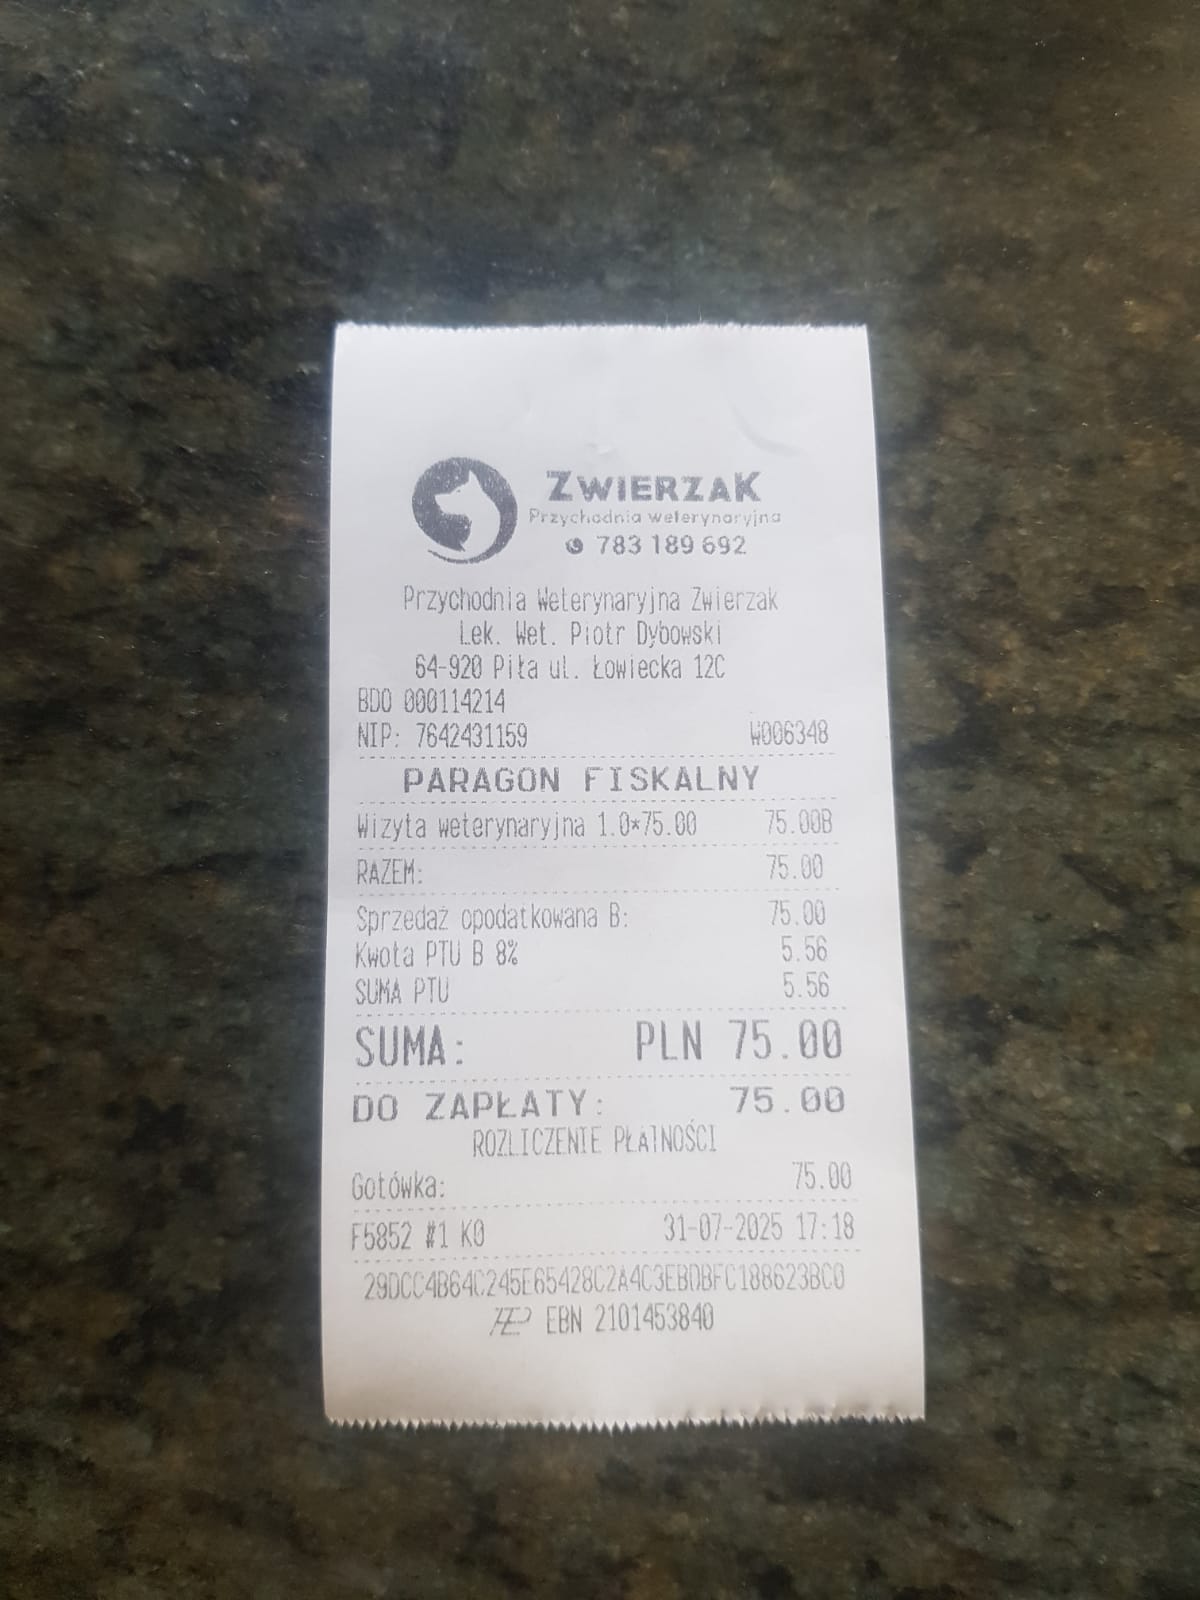 ZWIERZAK
Przychodnia weterynaryjna
783 189 692
Przychodnia Weterynaryjna Zwierzak
Lek. Wet. Piotr Dybowski
64-920 Piła ul. Łowiecka 12C
BDO 000114214
NIP: 7642431159 W006348
PARAGON FISKALNY
Wizyta weterynaryjna 1.0*75.00 75.00B
RAZEM: 75.00
Sprzedaż opodatkowana B: 75.00
Kwota PTU B 8% 5.56
SUMA PTU 5.56
SUMA: PLN 75.00
DO ZAPŁATY: 75.00
ROZLICZENIE PŁATNOŚCI
Gotówka: 75.00
F5852 #1 K0 31-07-2025 17:18
29DCC4B64C245E65428C2A4C3EBDBFC188623BC0
EBN 2101453840